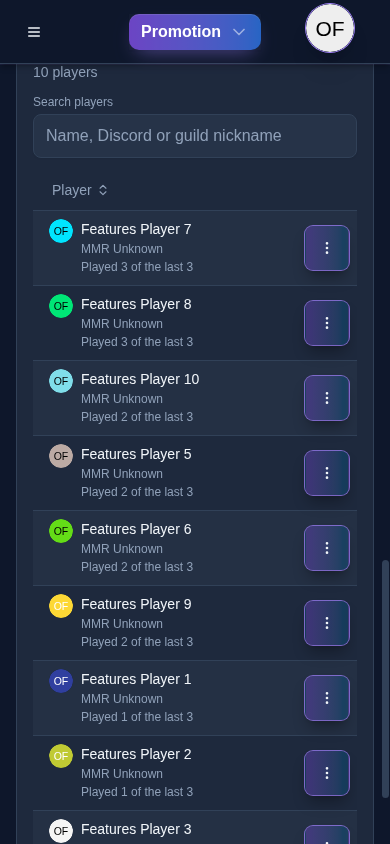 Promotion
OF
10 players
Search players
Name, Discord or guild nickname
Player
OF
Features Player 7
MMR Unknown
Played 3 of the last 3
OF
Features Player 8
MMR Unknown
Played 3 of the last 3
OF
Features Player 10
MMR Unknown
Played 2 of the last 3
OF
Features Player 5
MMR Unknown
Played 2 of the last 3
OF
Features Player 6
MMR Unknown
Played 2 of the last 3
OF
Features Player 9
MMR Unknown
Played 2 of the last 3
OF
Features Player 1
MMR Unknown
Played 1 of the last 3
OF
Features Player 2
MMR Unknown
Played 1 of the last 3
OF
Features Player 3